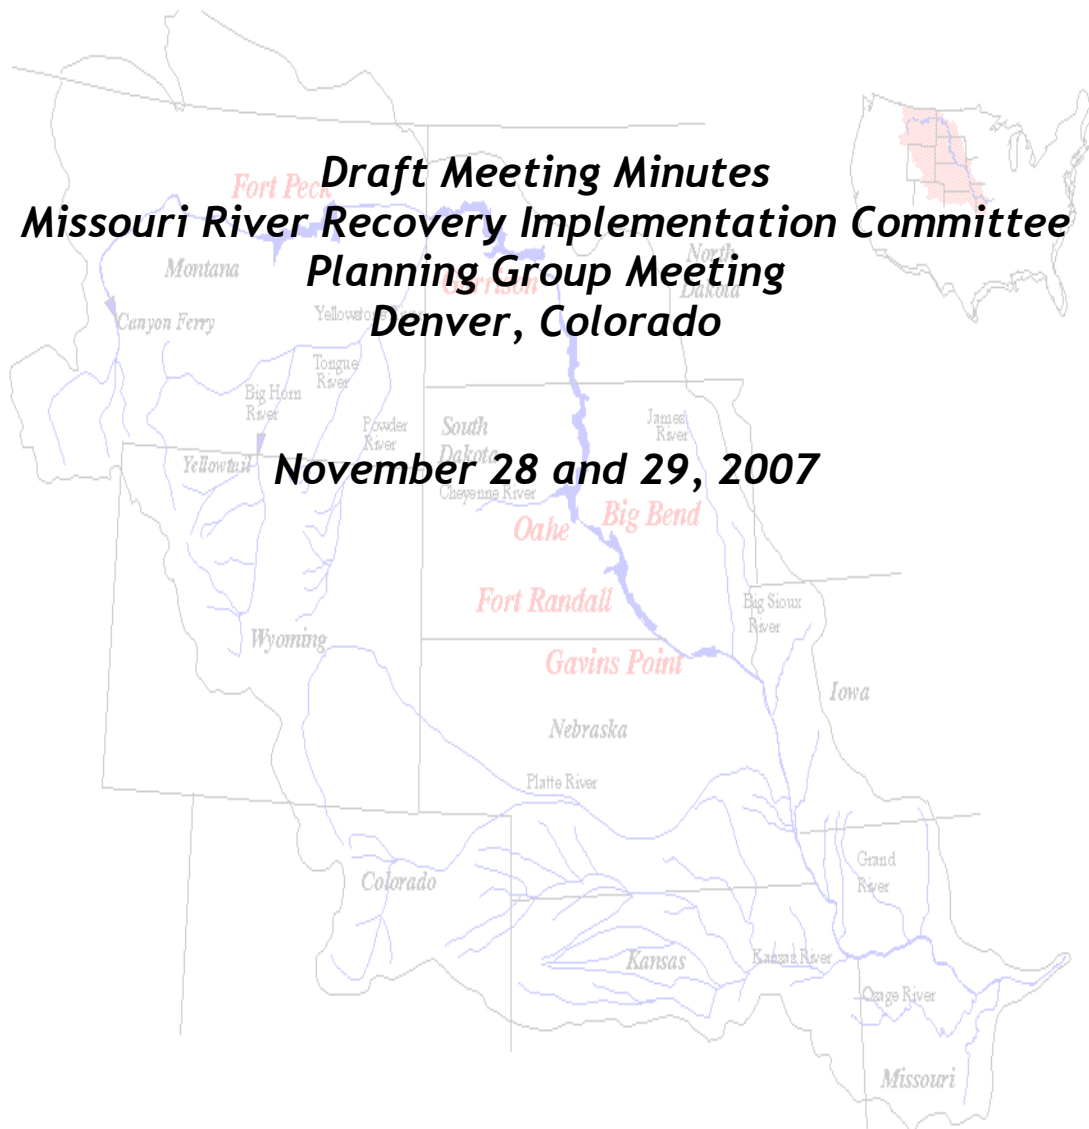 Draft Meeting Minutes
Missouri River Recovery Implementation Committee
Planning Group Meeting
Denver, Colorado
November 28 and 29, 2007
Fort Peck
Montana
Garrison
North
Dakota
Canyon Ferry
Yellowstone River
Tongue
River
Big Horn
River
Powder
River
South
Dakota
James
River
Yellowtail
Cheyenne River
Oahe
Big Bend
Fort Randall
Big Sioux
River
Wyoming
Gavins Point
Iowa
Nebraska
Platte River
Grand
River
Colorado
Kansas
Kansas River
Osage River
Missouri